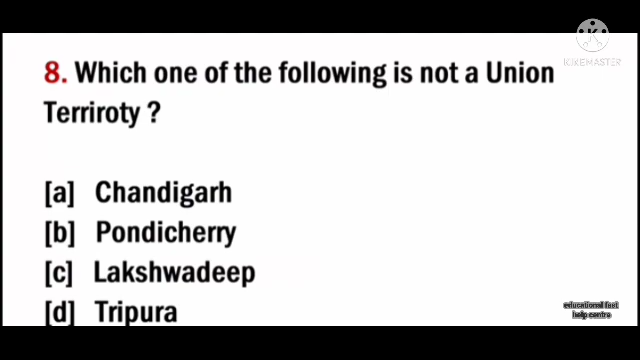 KINEMASTER
8. Which one of the following is not a Union
Terriroty ?
[a] Chandigarh
[b] Pondicherry
[c] Lakshwadeep
[d] Tripura
educational fast
help centre